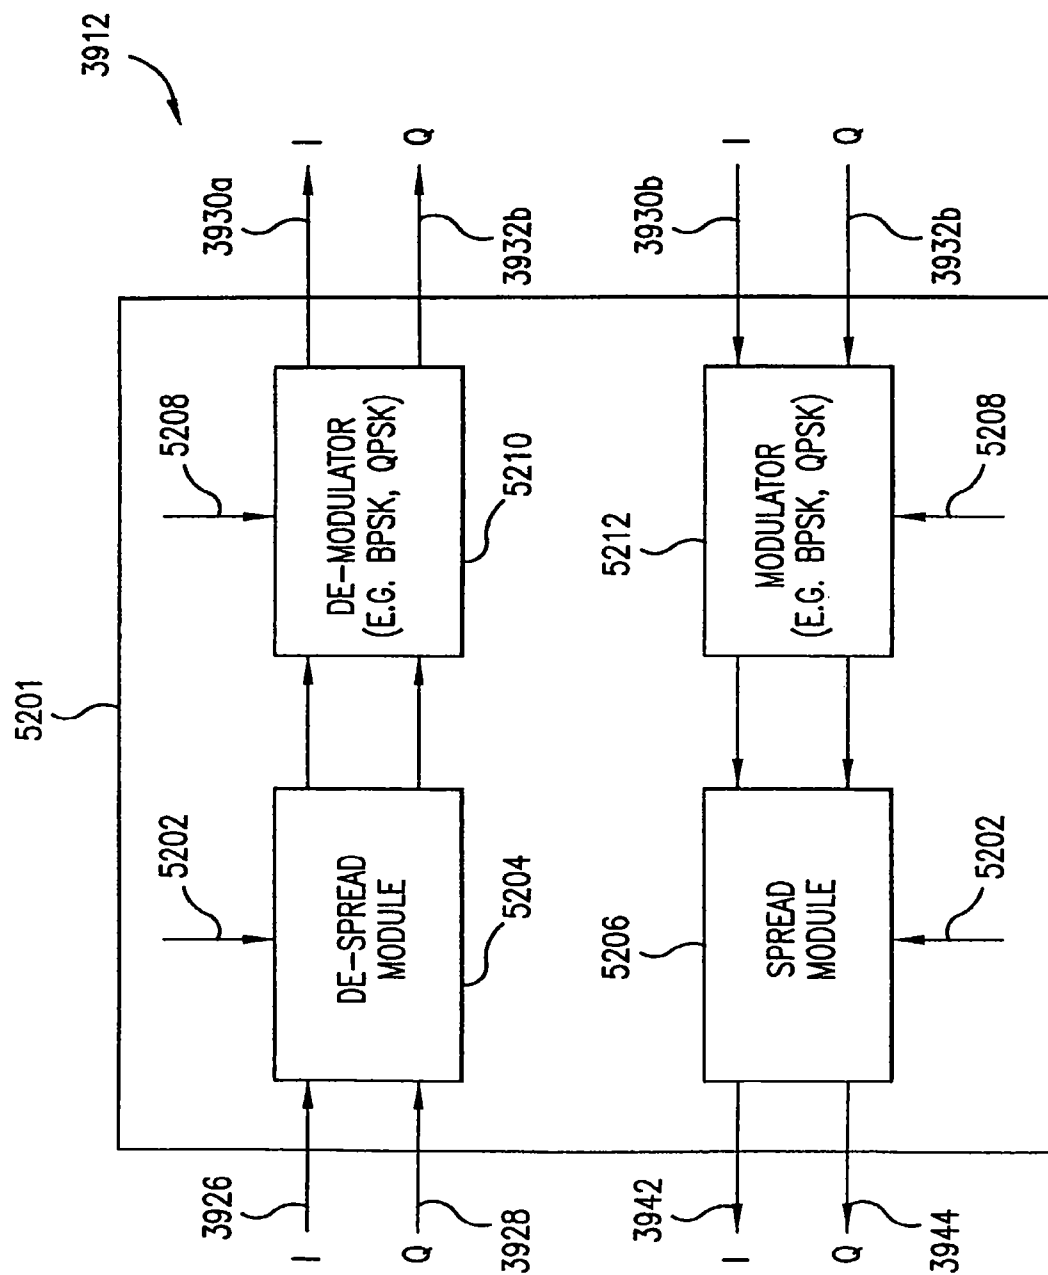 5201
3912
5202
5208
3926
3930a
I
I
DE-SPREAD
MODULE
DE-MODULATOR
(E.G. BPSK, QPSK)
Q
Q
3928
5204
5210
3932b
5206
5212
3942
3930b
I
I
SPREAD
MODULE
MODULATOR
(E.G. BPSK, QPSK)
Q
Q
3944
5202
5208
3932b